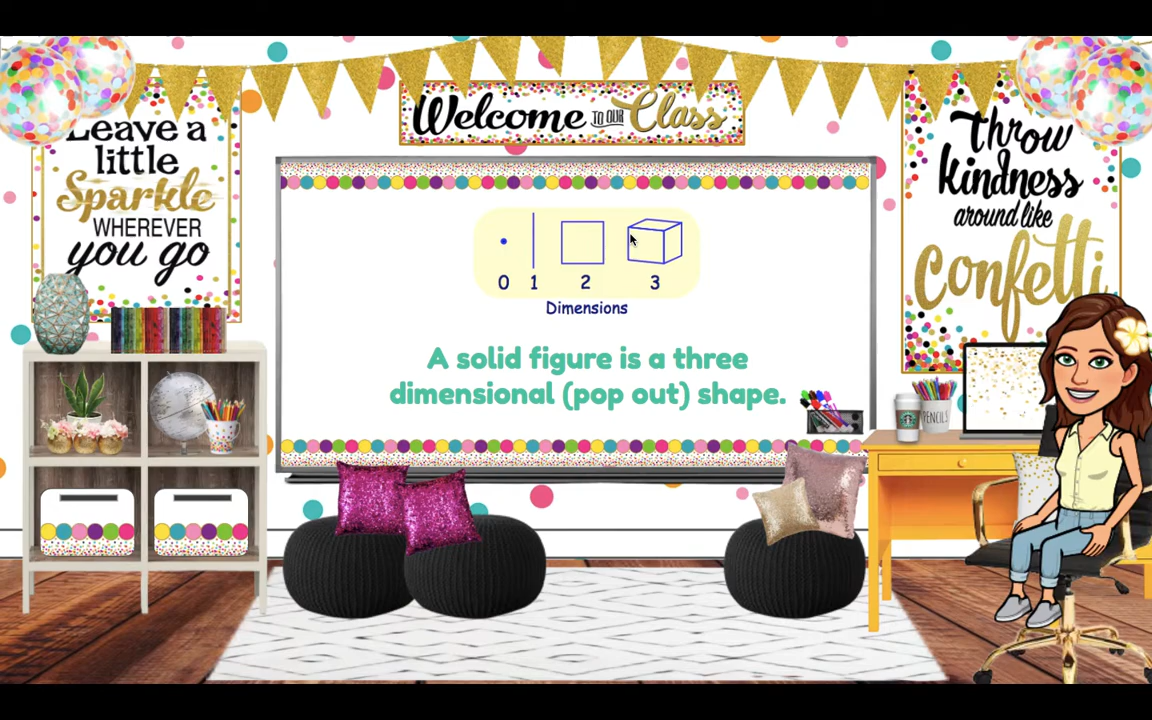 Welcome TO OUR Class
Leave a
little
Sparkle
WHEREVER
you go
0 1 2 3
Dimensions
A solid figure is a three
dimensional (pop out) shape.
Throw
kindness
around like
Confetti
PENCILS